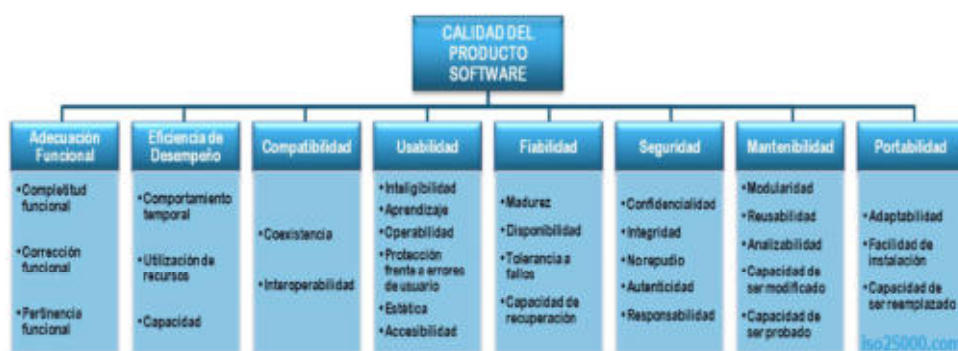 CALIDAD DEL
PRODUCTO
SOFTWARE
Adecuación
Funcional
•Completitud
funcional
•Corrección
funcional
•Pertinencia
funcional
Eficiencia de
Desempeño
•Comportamiento
temporal
•Utilización de
recursos
•Capacidad
Compatibilidad
•Coexistencia
•Interoperabilidad
Usabilidad
•Inteligibilidad
•Aprendizaje
•Operabilidad
•Protección
frente a errores
de usuario
•Estética
•Accesibilidad
Fiabilidad
•Madurez
•Disponibilidad
•Tolerancia a
fallos
•Capacidad de
recuperación
Seguridad
•Confidencialidad
•Integridad
•No repudio
•Autenticidad
•Responsabilidad
Mantenibilidad
•Modularidad
•Reusabilidad
•Analizabilidad
•Capacidad de
ser modificado
•Capacidad de
ser probado
Portabilidad
•Adaptabilidad
•Facilidad de
instalación
•Capacidad de
ser reemplazado
iso25000.com